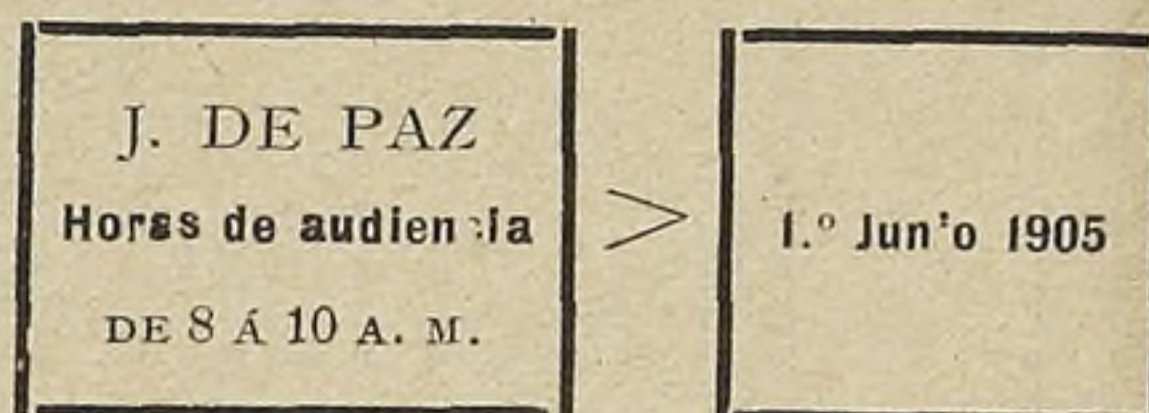 J. DE PAZ
Horas de audiencia
DE 8 Á 10 A. M.
>
1.º Junio 1905